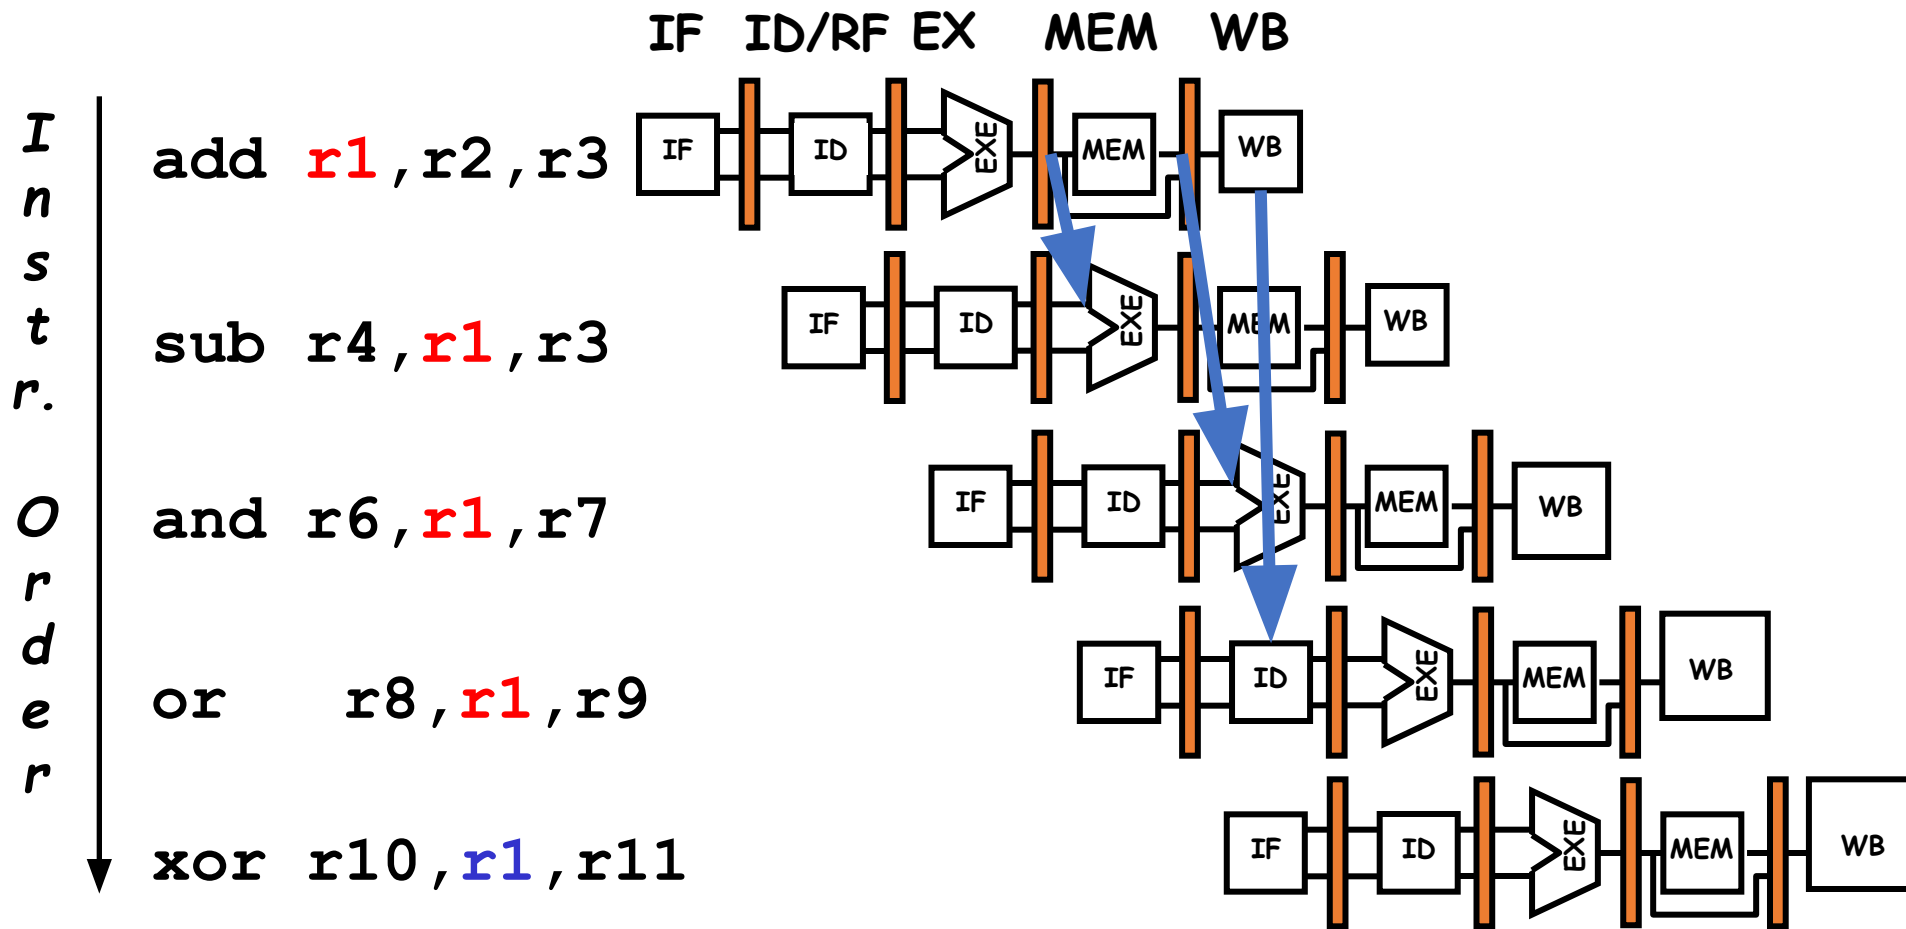 IF ID/RF EX MEM WB
Instr. Order
add r1,r2,r3
IF ID EXE MEM WB
sub r4,r1,r3
IF ID EXE MEM WB
and r6,r1,r7
IF ID EXE MEM WB
or r8,r1,r9
IF ID EXE MEM WB
xor r10,r1,r11
IF ID EXE MEM WB